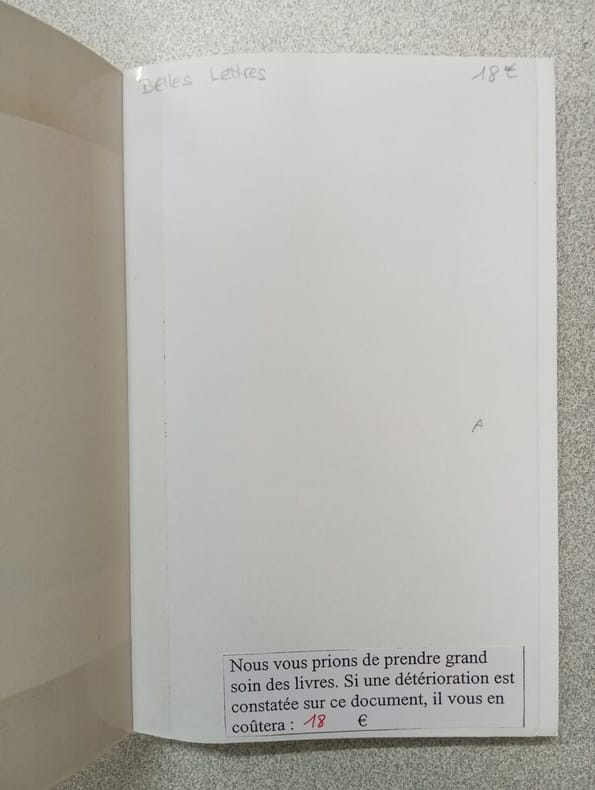 Belles Lettres 18 €
A
Nous vous prions de prendre grand
soin des livres. Si une détérioration est
constatée sur ce document, il vous en
coûtera : 18 €